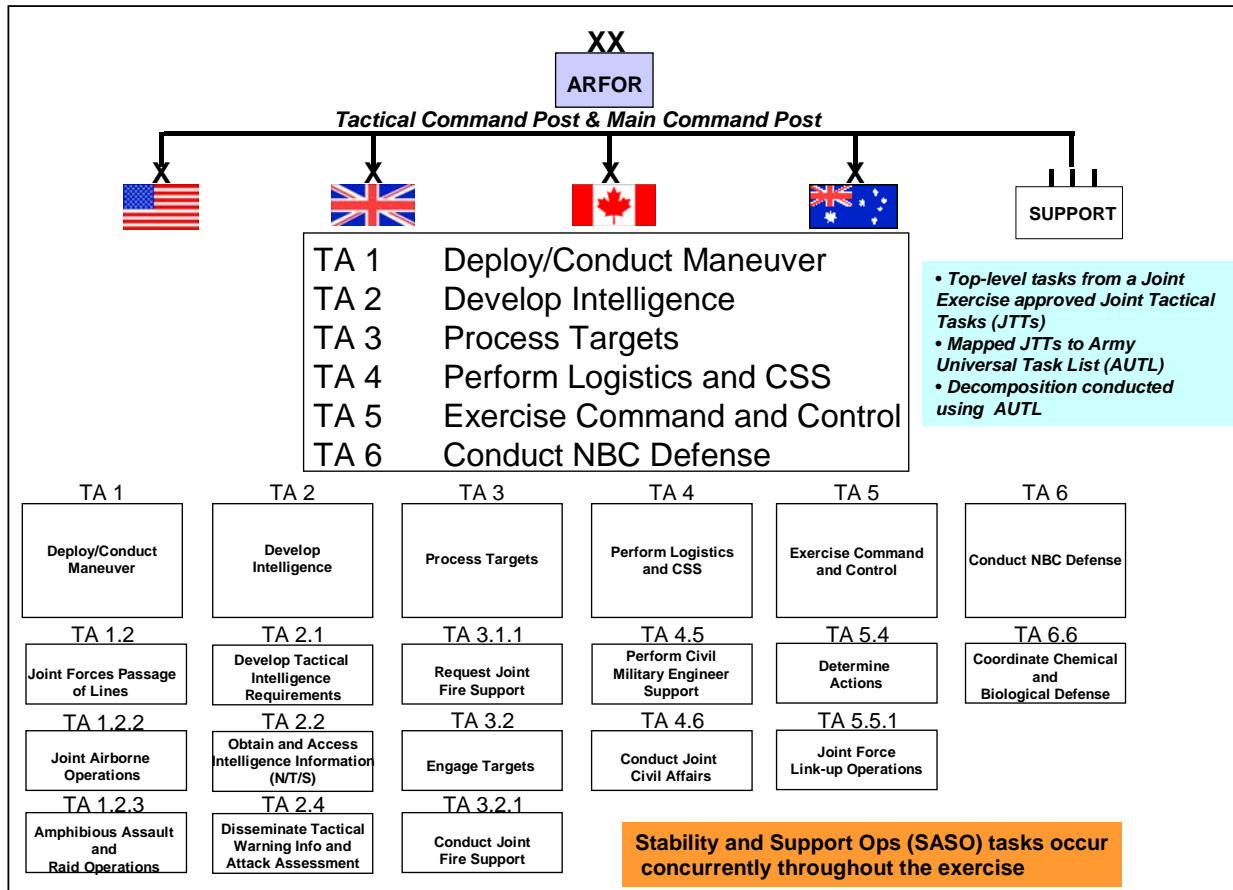 XX
ARFOR
Tactical Command Post & Main Command Post
X
X
X
X
SUPPORT
TA 1 Deploy/Conduct Maneuver
TA 2 Develop Intelligence
TA 3 Process Targets
TA 4 Perform Logistics and CSS
TA 5 Exercise Command and Control
TA 6 Conduct NBC Defense
• Top-level tasks from a Joint
Exercise approved Joint Tactical
Tasks (JTTs)
• Mapped JTTs to Army
Universal Task List (AUTL)
• Decomposition conducted
using AUTL
TA 1
Deploy/Conduct
Maneuver
TA 1.2
Joint Forces Passage
of Lines
TA 1.2.2
Joint Airborne
Operations
TA 1.2.3
Amphibious Assault
and
Raid Operations
TA 2
Develop
Intelligence
TA 2.1
Develop Tactical
Intelligence
Requirements
TA 2.2
Obtain and Access
Intelligence Information
(N/T/S)
TA 2.4
Disseminate Tactical
Warning Info and
Attack Assessment
TA 3
Process Targets
TA 3.1.1
Request Joint
Fire Support
TA 3.2
Engage Targets
TA 3.2.1
Conduct Joint
Fire Support
TA 4
Perform Logistics
and CSS
TA 4.5
Perform Civil
Military Engineer
Support
TA 4.6
Conduct Joint
Civil Affairs
TA 5
Exercise Command
and Control
TA 5.4
Determine
Actions
TA 5.5.1
Joint Force
Link-up Operations
TA 6
Conduct NBC Defense
TA 6.6
Coordinate Chemical
and
Biological Defense
Stability and Support Ops (SASO) tasks occur
concurrently throughout the exercise